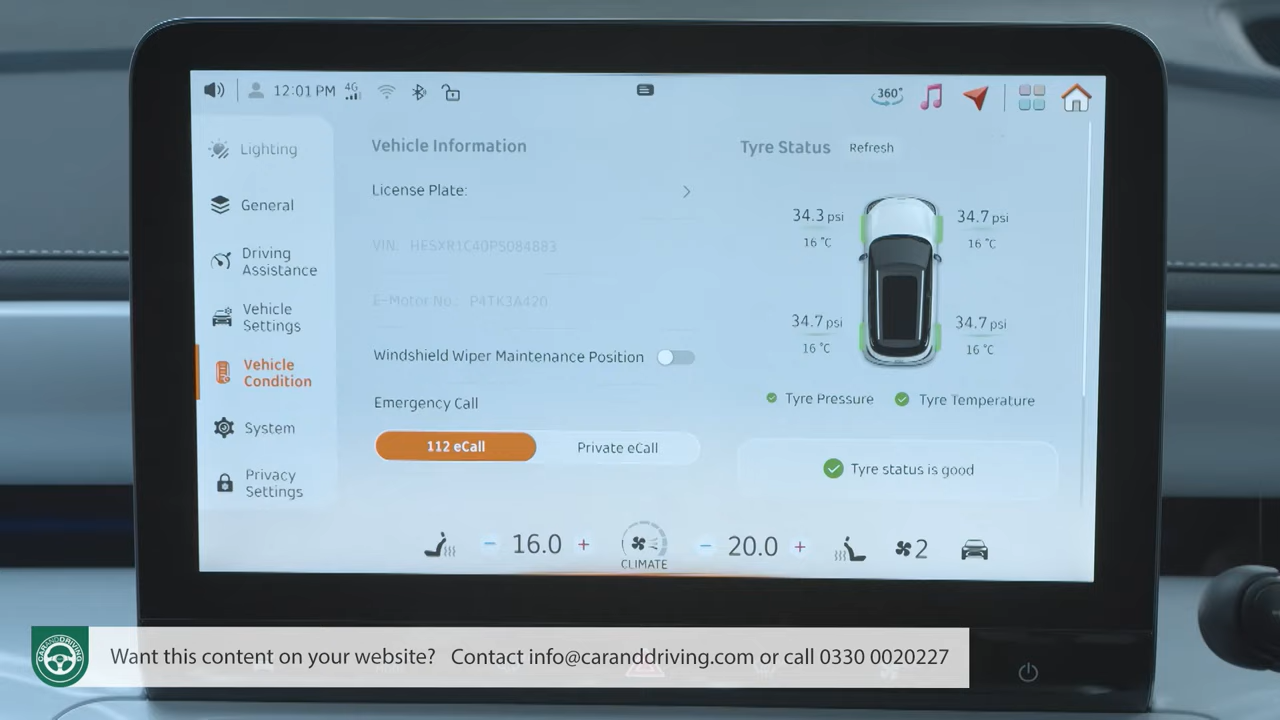 12:01 PM 4G
360°
Lighting
General
Driving
Assistance
Vehicle
Settings
Vehicle
Condition
System
Privacy
Settings
Vehicle Information
License Plate:
VIN: HESXR1C40PS084883
E-Motor No.: P4TK3A420
Windshield Wiper Maintenance Position
Emergency Call
112 eCall Private eCall
Tyre Status Refresh
34.3 psi 34.7 psi
16 °C 16 °C
34.7 psi 34.7 psi
16 °C 16 °C
Tyre Pressure Tyre Temperature
Tyre status is good
16.0 20.0 2
CLIMATE
CARANDDRIVING
Want this content on your website? Contact info@caranddriving.com or call 0330 0020227